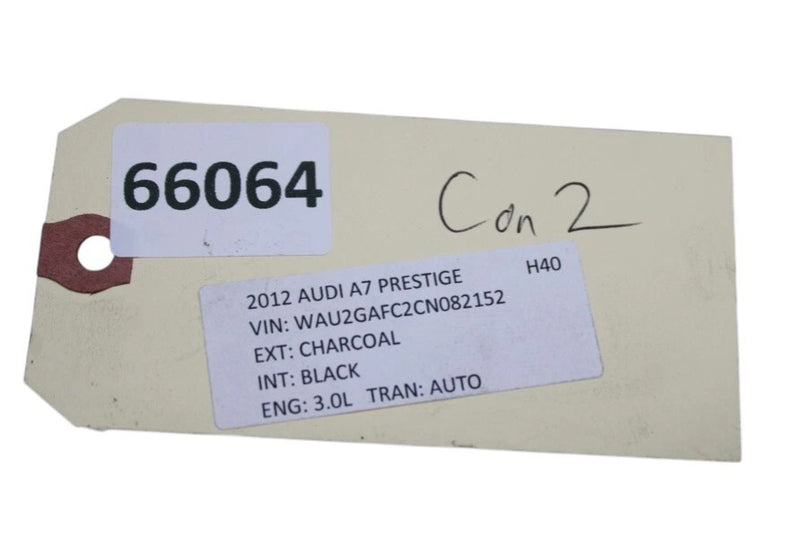 66064
Con 2
2012 AUDI A7 PRESTIGE H40
VIN: WAU2GAFC2CN082152
EXT: CHARCOAL
INT: BLACK
ENG: 3.0L TRAN: AUTO